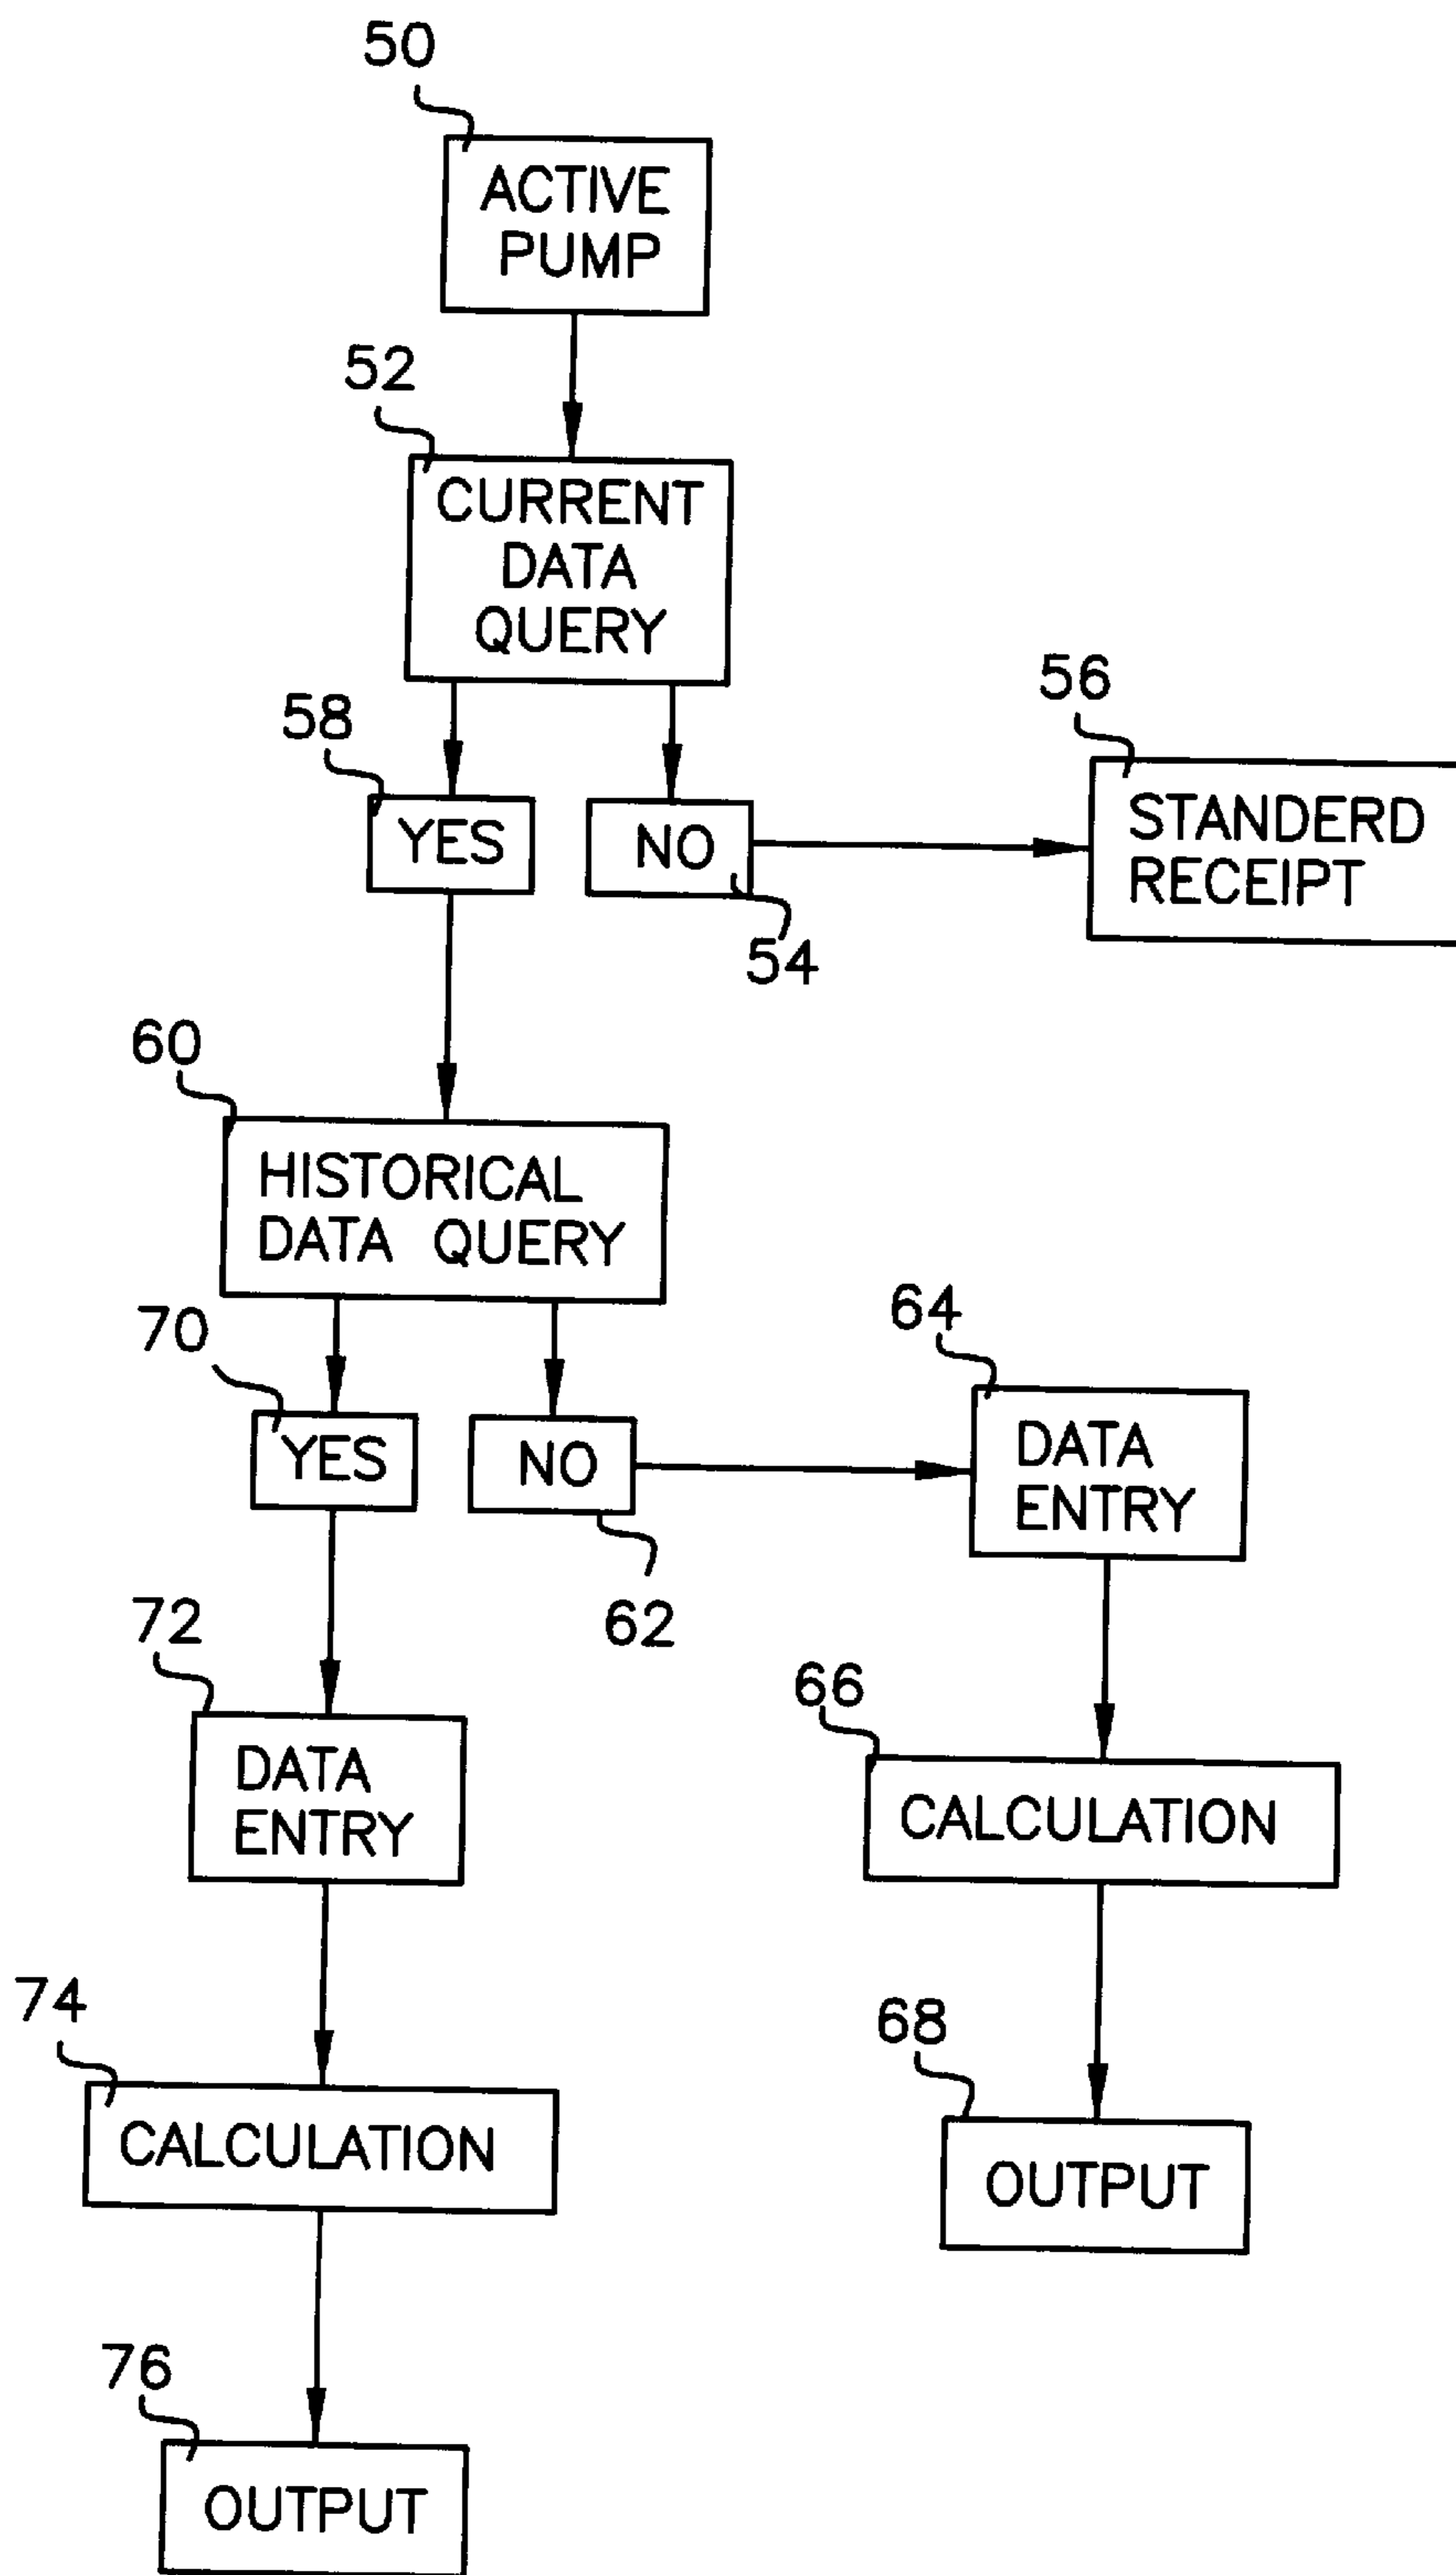 50
ACTIVE
PUMP
52
CURRENT
DATA
QUERY
58
YES
NO
54
56
STANDERD
RECEIPT
60
HISTORICAL
DATA QUERY
70
YES
NO
62
64
DATA
ENTRY
72
DATA
ENTRY
66
CALCULATION
74
CALCULATION
68
OUTPUT
76
OUTPUT